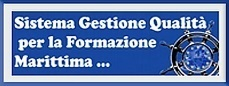 Sistema Gestione Qualità
per la Formazione
Marittima ...